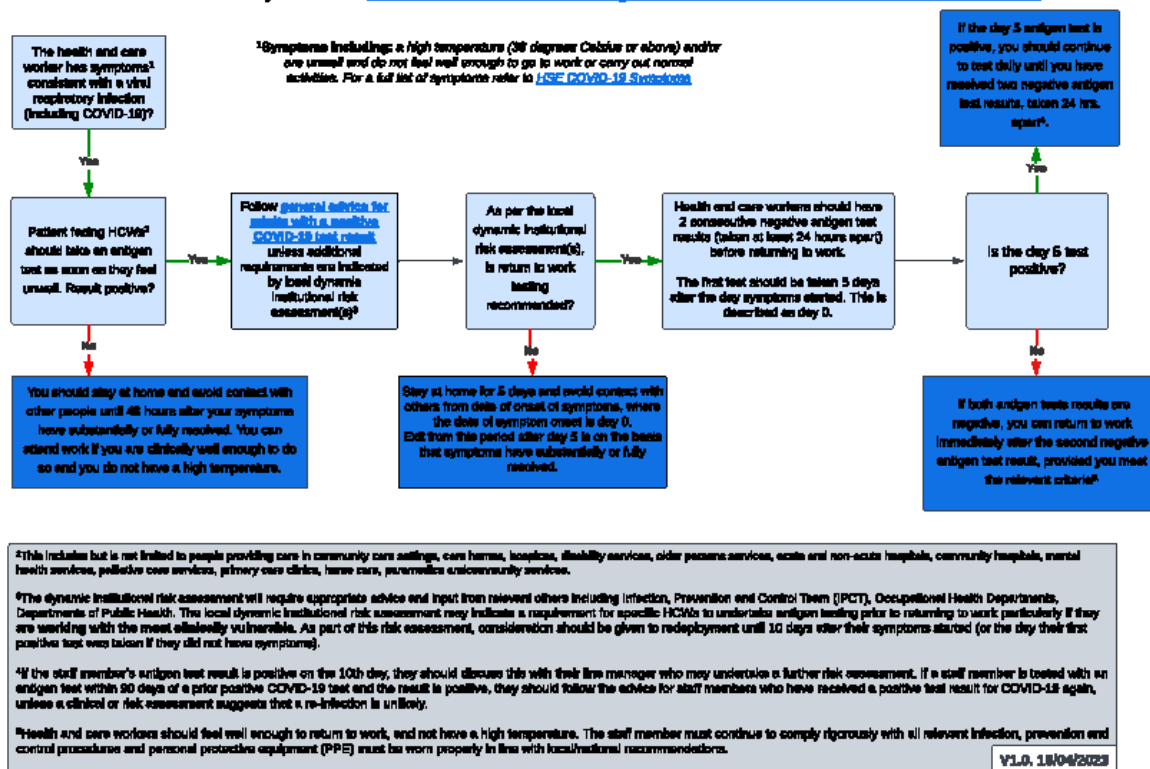 The health and care
worker has symptoms¹
consistent with a viral
respiratory infection
(including COVID-19)?
¹Symptoms including: a high temperature (38 degrees Celsius or above) and/or
are unwell and do not feel well enough to go to work or carry out normal
activities. For a full list of symptoms refer to HSE COVID-19 Symptoms
If the day 5 antigen test is
positive, you should continue
to test daily until you have
received two negative antigen
test results, taken 24 hrs.
apart⁴.
Yes
Yes
Patient facing HCWs²
should take an antigen
test as soon as they feel
unwell. Result positive?
Yes
Follow general advice for
with a positive
COVID-19 test result
unless additional
requirements are indicated
by local dynamic
institutional risk
assessment(s)³
As per the local
dynamic institutional
risk assessment(s),
is return to work
testing
recommended?
Yes
Health and care workers should have
2 consecutive negative antigen test
results (taken at least 24 hours apart)
before returning to work.
The first test should be taken 5 days
after the day symptoms started. This is
described as day 0.
Is the day 5 test
positive?
No
No
No
You should stay at home and avoid contact with
other people until 48 hours after your symptoms
have substantially or fully resolved. You can
attend work if you are clinically well enough to do
so and you do not have a high temperature.
Stay at home for 5 days and avoid contact with
others from date of onset of symptoms, where
the date of symptom onset is day 0.
Exit from this period after day 5 is on the basis
that symptoms have substantially or fully
resolved.
If both antigen tests results are
negative, you can return to work
immediately after the second negative
antigen test result, provided you meet
the relevant criteria⁵
²This includes but is not limited to people providing care in community care settings, care homes, hospices, disability services, older persons services, acute and non-acute hospitals, community hospitals, mental
health services, palliative care services, primary care clinics, home care, paramedics andcommunity services.
³The dynamic institutional risk assessment will require appropriate advice and input from relevant others including Infection, Prevention and Control Team (IPCT), Occupational Health Departments,
Departments of Public Health. The local dynamic institutional risk assessment may indicate a requirement for specific HCWs to undertake antigen testing prior to returning to work particularly if they
are working with the most clinically vulnerable. As part of this risk assessment, consideration should be given to redeployment until 10 days after their symptoms started (or the day their first
positive test was taken if they did not have symptoms).
⁴If the staff member's antigen test result is positive on the 10th day, they should discuss this with their line manager who may undertake a further risk assessment. If a staff member is tested with an
antigen test within 90 days of a prior positive COVID-19 test and the result is positive, they should follow the advice for staff members who have received a positive test result for COVID-19 again,
unless a clinical or risk assessment suggests that a re-infection is unlikely.
⁵Health and care workers should feel well enough to return to work, and not have a high temperature. The staff member must continue to comply rigorously with all relevant infection, prevention and
control procedures and personal protective equipment (PPE) must be worn properly in line with local/national recommendations.
V1.0. /04/2023